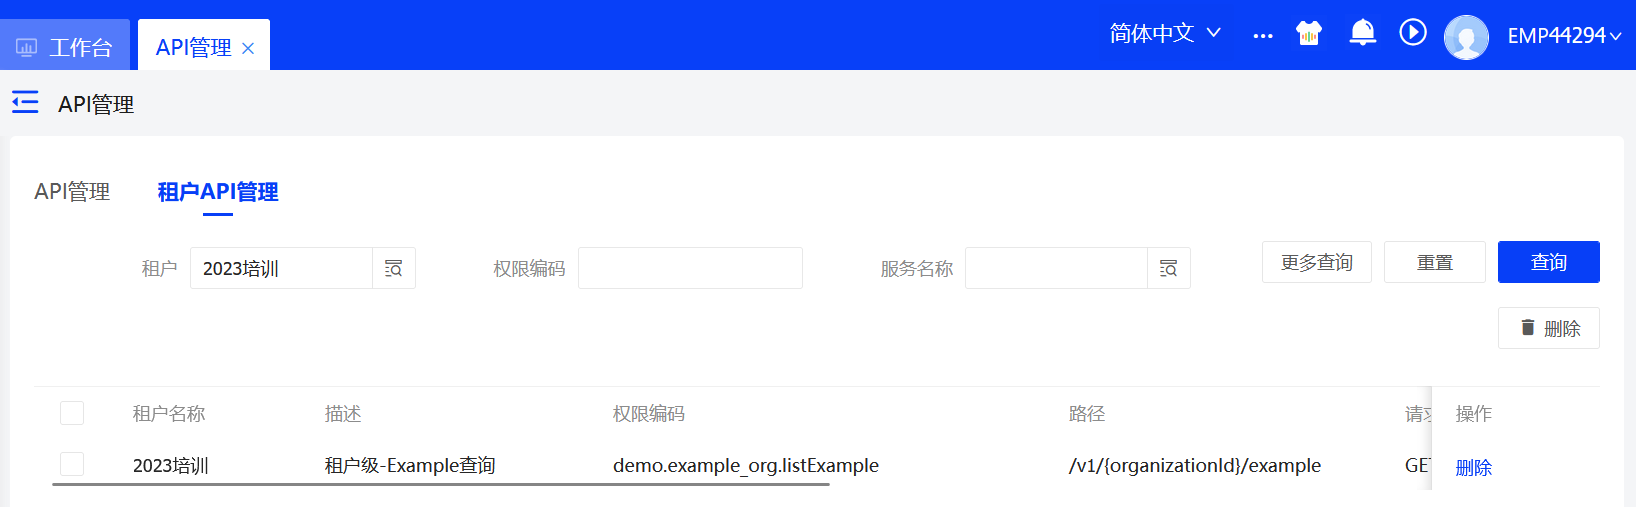 工作台 API管理 简体中文 ... EMP44294
API管理
API管理 租户API管理
租户 2023培训 权限编码 服务名称 更多查询 重置 查询
删除
租户名称 描述 权限编码 路径 请求 操作
2023培训 租户级-Example查询 demo.example_org.listExample /v1/{organizationId}/example GET 删除